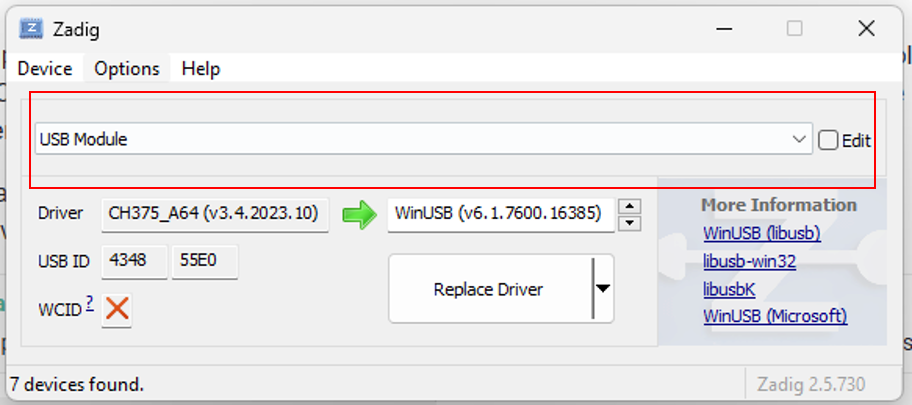 Zadig
Device Options Help
USB Module Edit
Driver CH375_A64 (v3.4.2023.10) WinUSB (v6.1.7600.16385)
USB ID 4348 55E0
WCID ?
Replace Driver
More Information
WinUSB (libusb)
libusb-win32
libusbK
WinUSB (Microsoft)
7 devices found. Zadig 2.5.730